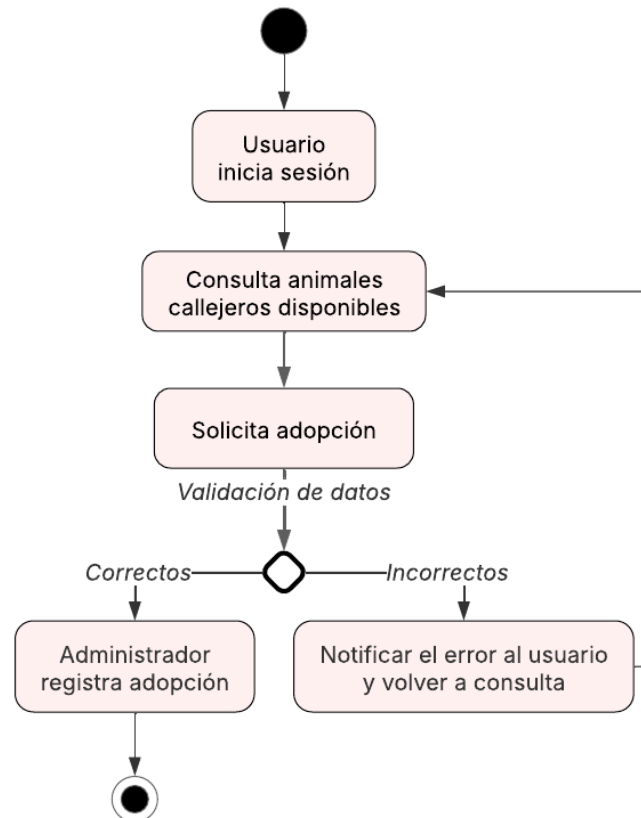 Usuario
inicia sesión
Consulta animales
callejeros disponibles
Solicita adopción
Validación de datos
Correctos
Incorrectos
Administrador
registra adopción
Notificar el error al usuario
y volver a consulta